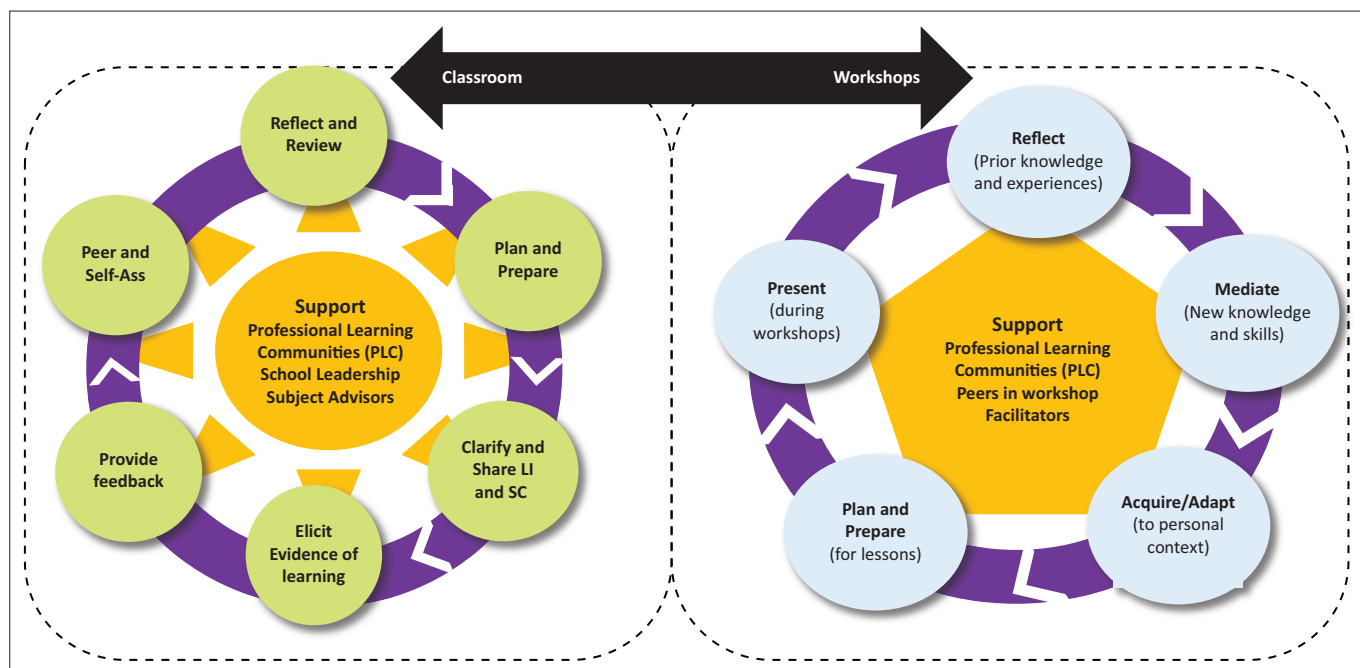 Classroom
Workshops
Reflect and
Review
Plan and
Prepare
Clarify and
Share LI
and SC
Elicit
Evidence of
learning
Provide
feedback
Peer and
Self-Ass
Support
Professional Learning
Communities (PLC)
School Leadership
Subject Advisors
Reflect
(Prior knowledge
and experiences)
Mediate
(New knowledge
and skills)
Acquire/Adapt
(to personal
context)
Plan and
Prepare
(for lessons)
Present
(during
workshops)
Support
Professional Learning
Communities (PLC)
Peers in workshop
Facilitators